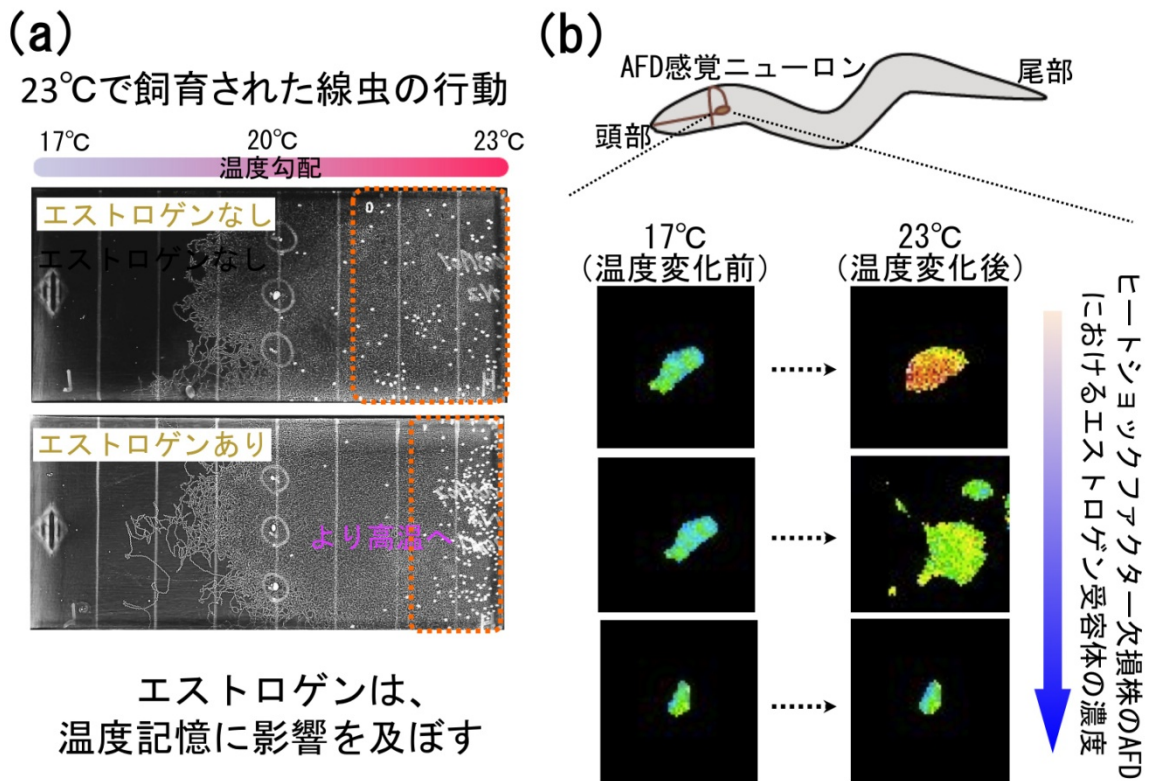 (a)
23℃で飼育された線虫の行動
17℃ 20℃ 23℃
温度勾配
エストロゲンなし
エストロゲンなし
エストロゲンあり
より高温へ
エストロゲンは、
温度記憶に影響を及ぼす
(b)
AFD感覚ニューロン
尾部
頭部
17℃
(温度変化前)
23℃
(温度変化後)
ヒートショックファクター欠損株のAFD
におけるエストロゲン受容体の濃度